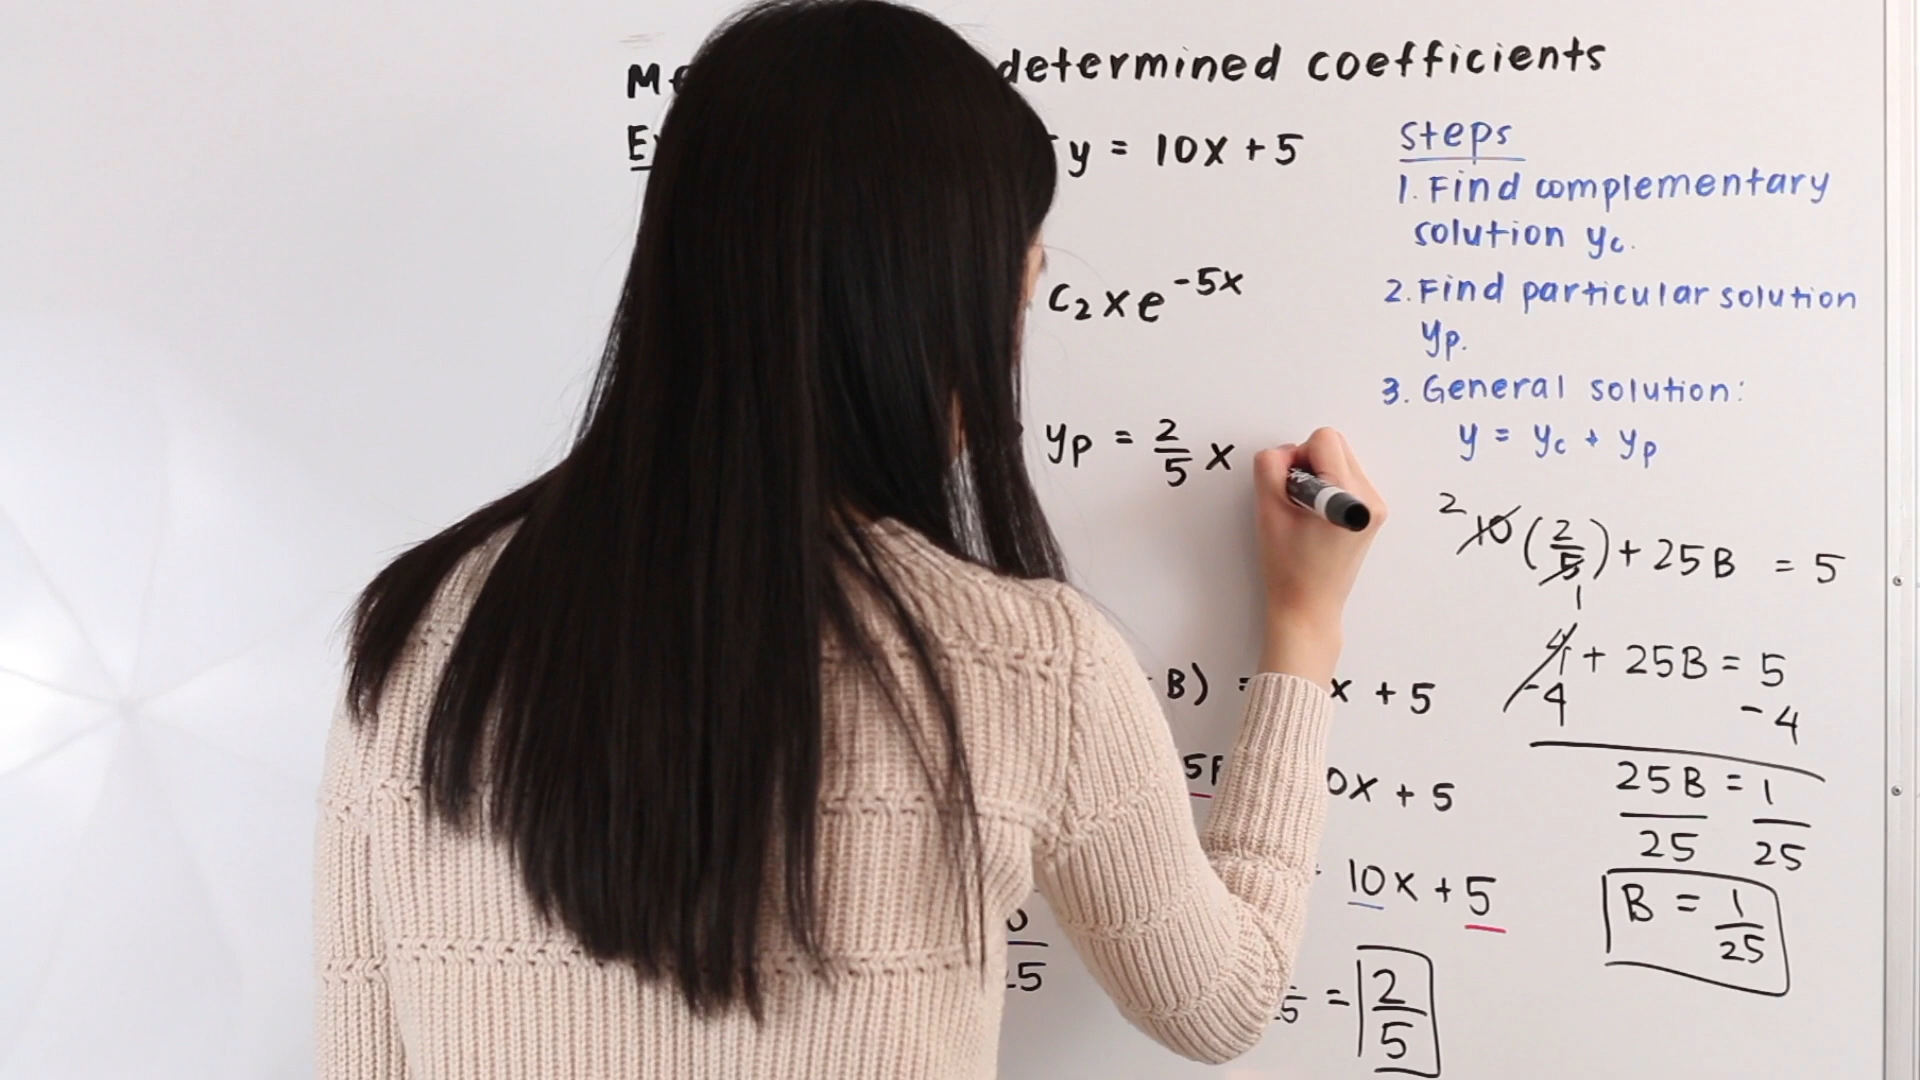 determined coefficients
y = 10x + 5
Steps
1. Find complementary
solution yc.
2. Find particular solution
yp.
3. General solution:
y = yc + yp
C₂xe⁻⁵ˣ
yp = 2/5 x
2
10(2/5) + 25B = 5
1
4 + 25B = 5
-4 -4
25B = 1
25 25
B = 1/25
B) = x + 5
0x + 5
10x + 5
= 2/5